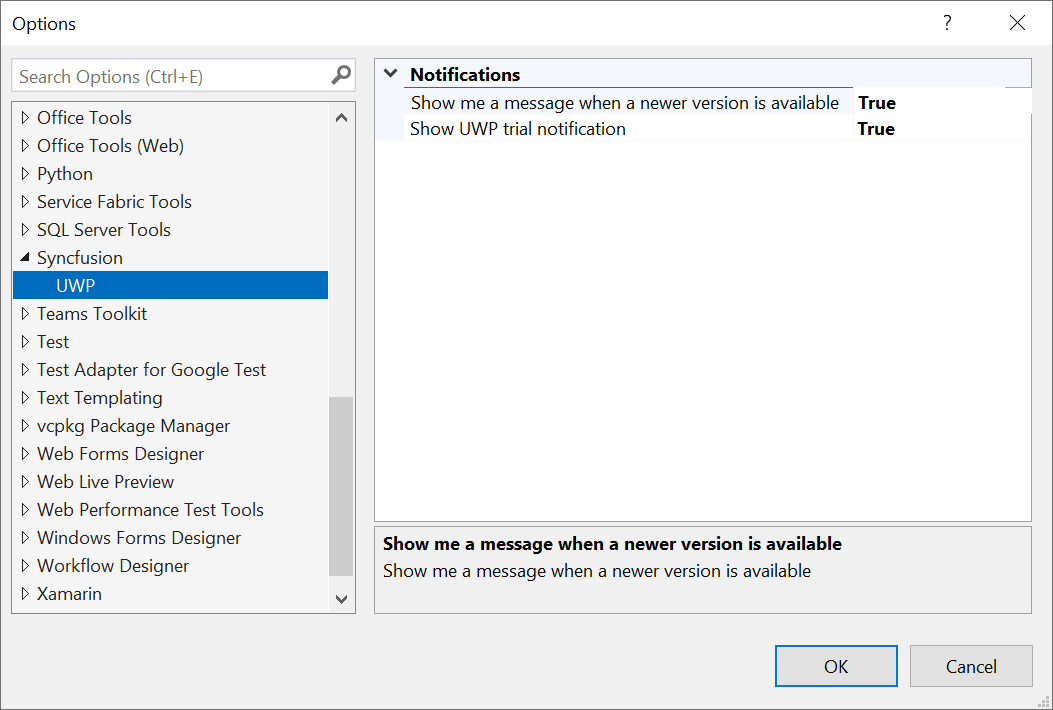 Options
?
Search Options (Ctrl+E)
Office Tools
Office Tools (Web)
Python
Service Fabric Tools
SQL Server Tools
Syncfusion
UWP
Teams Toolkit
Test
Test Adapter for Google Test
Text Templating
vcpkg Package Manager
Web Forms Designer
Web Live Preview
Web Performance Test Tools
Windows Forms Designer
Workflow Designer
Xamarin
Notifications
Show me a message when a newer version is available True
Show UWP trial notification True
Show me a message when a newer version is available
Show me a message when a newer version is available
OK Cancel